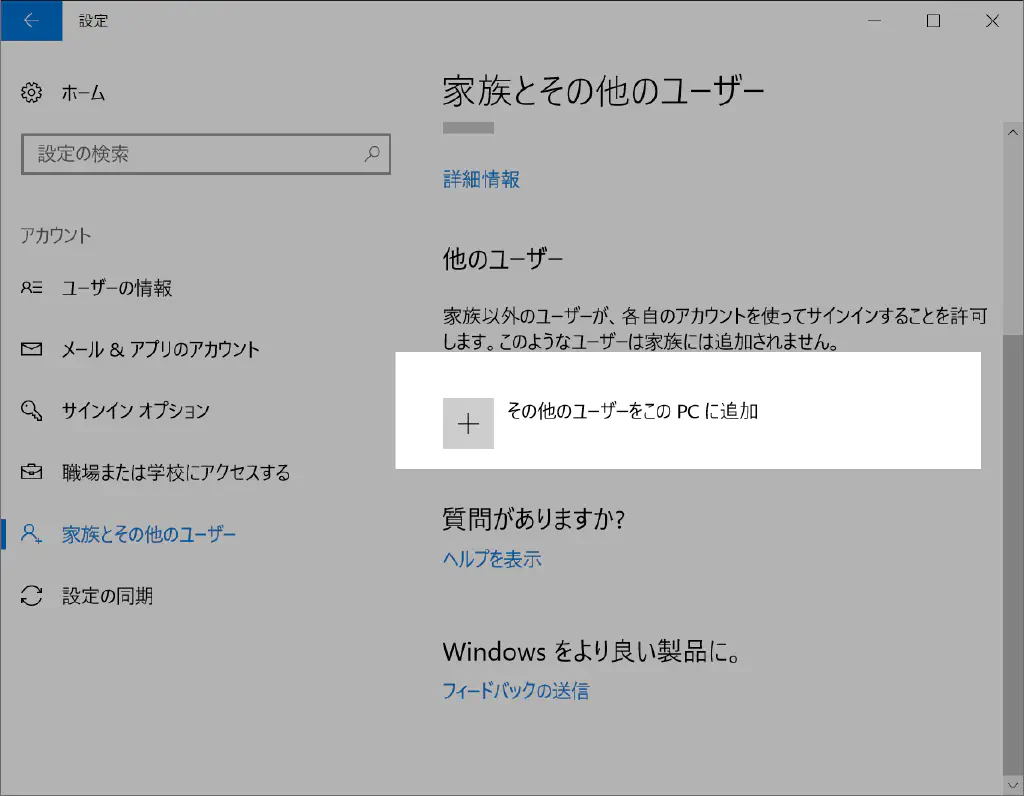 設定
ホーム
設定の検索
アカウント
ユーザーの情報
メール & アプリのアカウント
サインイン オプション
職場または学校にアクセスする
家族とその他のユーザー
設定の同期
家族とその他のユーザー
詳細情報
他のユーザー
家族以外のユーザーが、各自のアカウントを使ってサインインすることを許可
します。このようなユーザーは家族には追加されません。
その他のユーザーをこの PC に追加
質問がありますか?
ヘルプを表示
Windows をより良い製品に。
フィードバックの送信